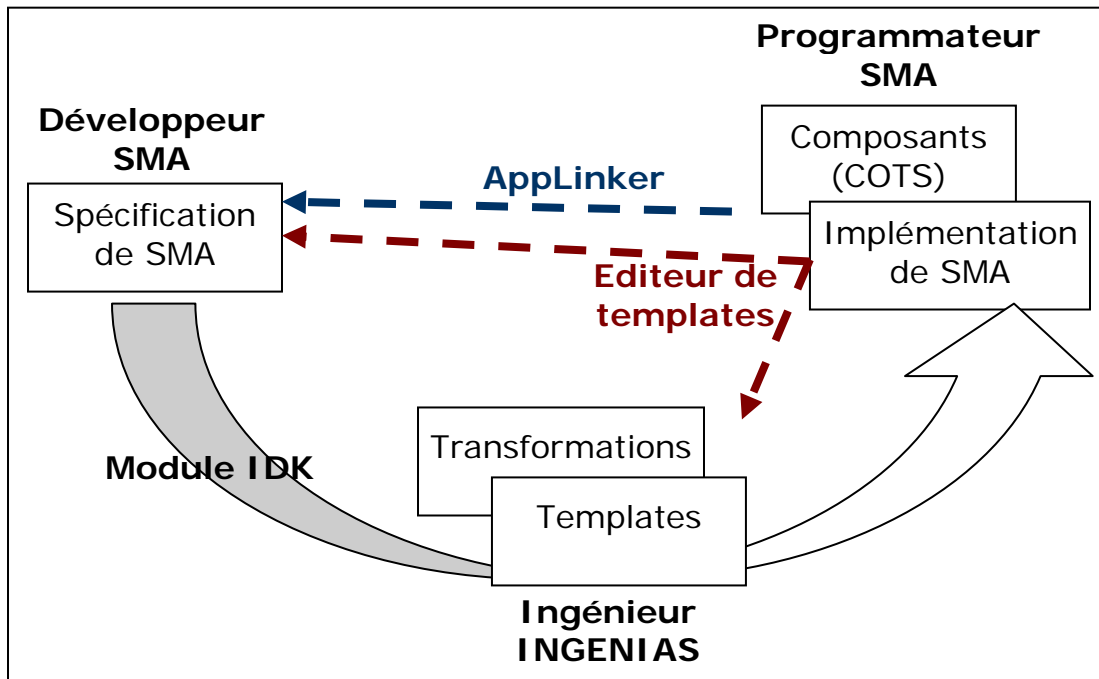 Programmateur
SMA
Développeur
SMA
Composants
(COTS)
AppLinker
Spécification
de SMA
Implémentation
de SMA
Editeur de
templates
Transformations
Module IDK
Templates
Ingénieur
INGENIAS